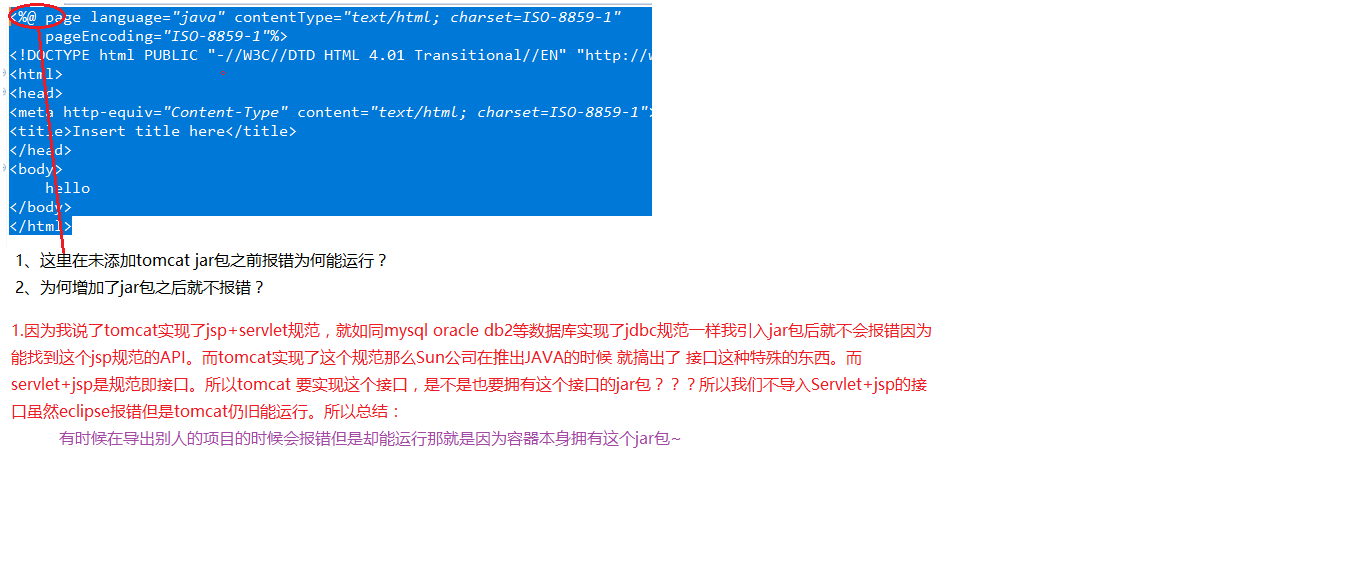 <%@ page language="java" contentType="text/html; charset=ISO-8859-1"
pageEncoding="ISO-8859-1"%>
<!DOCTYPE html PUBLIC "-//W3C//DTD HTML 4.01 Transitional//EN" "http://w
<html>
<head>
<meta http-equiv="Content-Type" content="text/html; charset=ISO-8859-1">
<title>Insert title here</title>
</head>
<body>
hello
</body>
</html>
1、这里在未添加tomcat jar包之前报错为何能运行？
2、为何增加了jar包之后就不报错？
1.因为我说了tomcat实现了jsp+servlet规范，就如同mysql oracle db2等数据库实现了jdbc规范一样我引入jar包后就不会报错因为
能找到这个jsp规范的API。而tomcat实现了这个规范那么Sun公司在推出JAVA的时候 就搞出了 接口这种特殊的东西。而
servlet+jsp是规范即接口。所以tomcat 要实现这个接口，是不是也要拥有这个接口的jar包？？？所以我们不导入Servlet+jsp的接
口虽然eclipse报错但是tomcat仍旧能运行。所以总结：
有时候在导出别人的项目的时候会报错但是却能运行那就是因为容器本身拥有这个jar包~